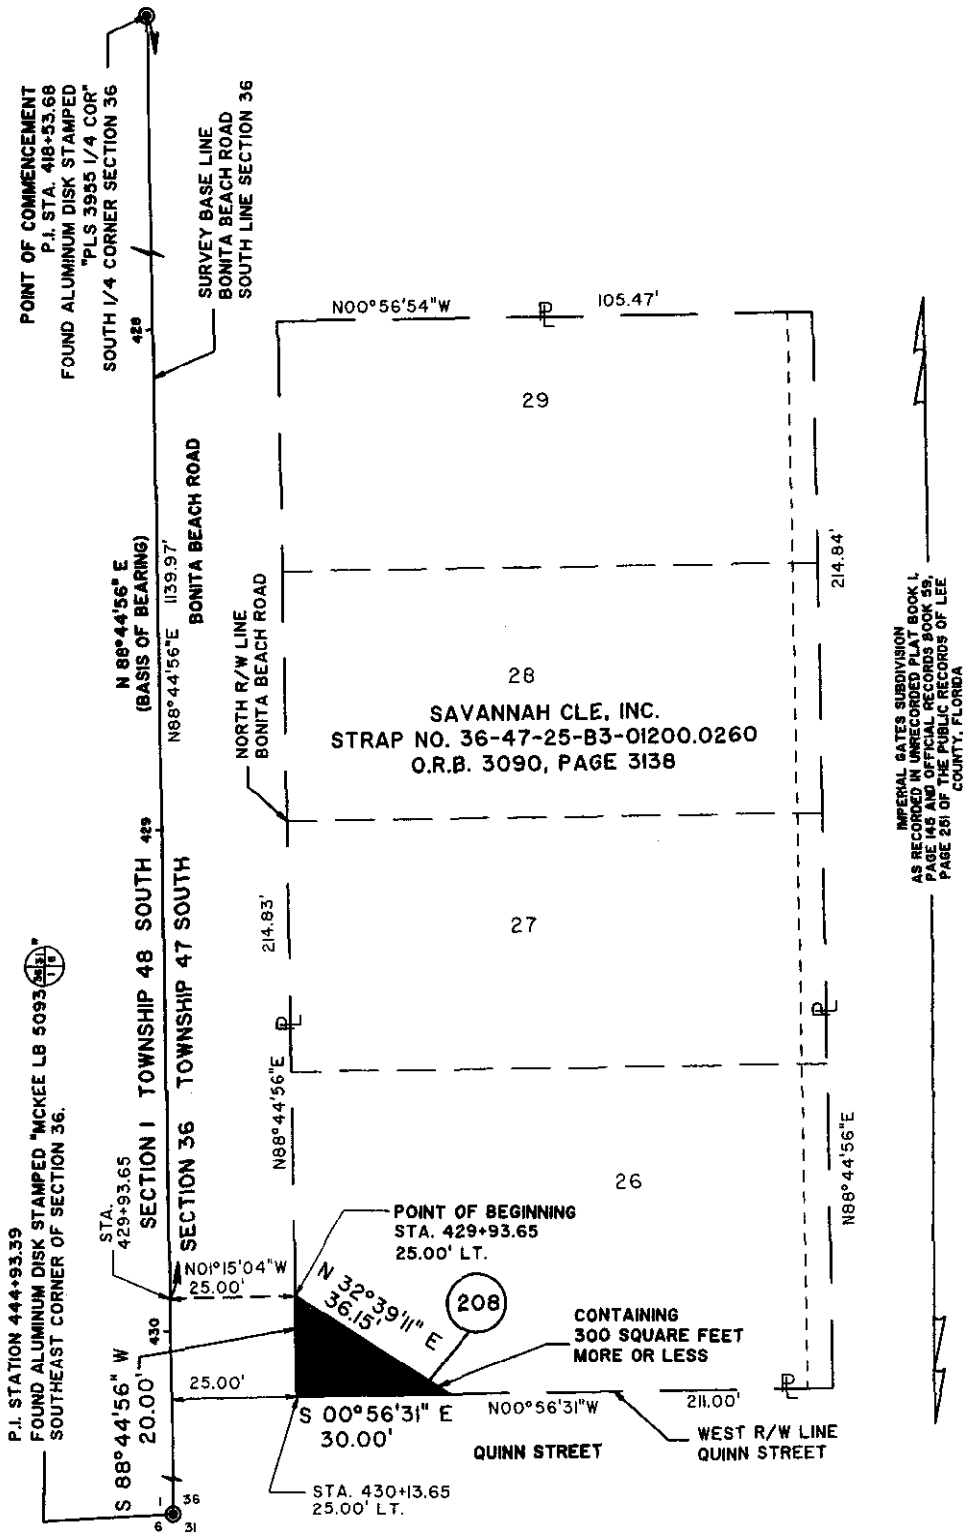 POINT OF COMMENCEMENT
P.I. STA. 418+53.68
FOUND ALUMINUM DISK STAMPED
"PLS 3955 1/4 COR"
SOUTH 1/4 CORNER SECTION 36
SURVEY BASE LINE
BONITA BEACH ROAD
SOUTH LINE SECTION 36
428
N 88°44'56" E
(BASIS OF BEARING)
N88°44'56"E 1139.97'
BONITA BEACH ROAD
429
SECTION 1 TOWNSHIP 48 SOUTH
SECTION 36 TOWNSHIP 47 SOUTH
NORTH R/W LINE
BONITA BEACH ROAD
N00°56'54"W 105.47'
PL
29
28
SAVANNAH CLE, INC.
STRAP NO. 36-47-25-B3-01200.0260
O.R.B. 3090, PAGE 3138
27
26
214.83'
PL
N88°44'56"E
214.84'
PL
N88°44'56"E
IMPERIAL GATES SUBDIVISION
AS RECORDED IN UNRECORDED PLAT BOOK 1,
PAGE 145 AND OFFICIAL RECORDS BOOK 59,
PAGE 251 OF THE PUBLIC RECORDS OF LEE
COUNTY, FLORIDA
P.I. STATION 444+93.39
FOUND ALUMINUM DISK STAMPED "MCKEE LB 5093 36 31 1 6"
SOUTHEAST CORNER OF SECTION 36.
STA.
429+93.65
N01°15'04"W
25.00'
POINT OF BEGINNING
STA. 429+93.65
25.00' LT.
N 32°39'11" E
36.15'
208
CONTAINING
300 SQUARE FEET
MORE OR LESS
430
S 88°44'56" W
20.00'
25.00'
S 00°56'31" E
30.00'
N00°56'31"W
211.00'
PL
QUINN STREET
WEST R/W LINE
QUINN STREET
STA. 430+13.65
25.00' LT.
1 36
6 31